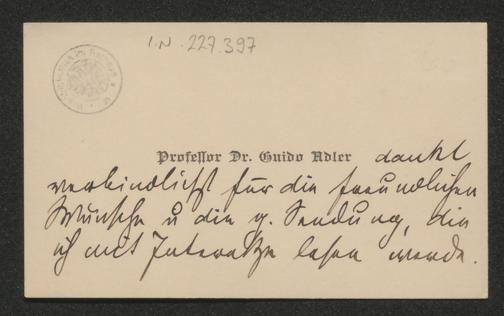 I.N. 227.397
Professor Dr. Guido Adler dankt
verbindlichst für die freundlichen
Wünsche u die g. Sendung, die
ich mit Interesse lesen werde.